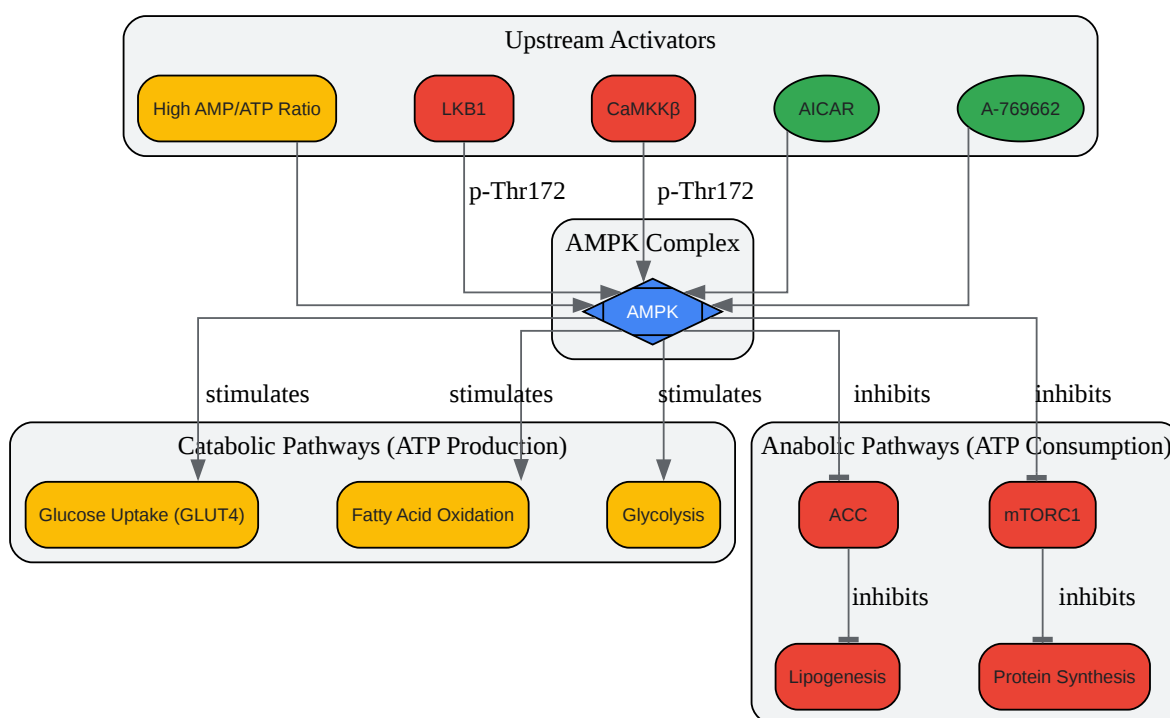 Upstream Activators
High AMP/ATP Ratio
LKB1
CaMKKβ
AICAR
A-769662
p-Thr172
p-Thr172
AMPK Complex
AMPK
stimulates
stimulates
stimulates
inhibits
inhibits
Catabolic Pathways (ATP Production)
Anabolic Pathways (ATP Consumption)
Glucose Uptake (GLUT4)
Fatty Acid Oxidation
Glycolysis
ACC
mTORC1
inhibits
inhibits
Lipogenesis
Protein Synthesis